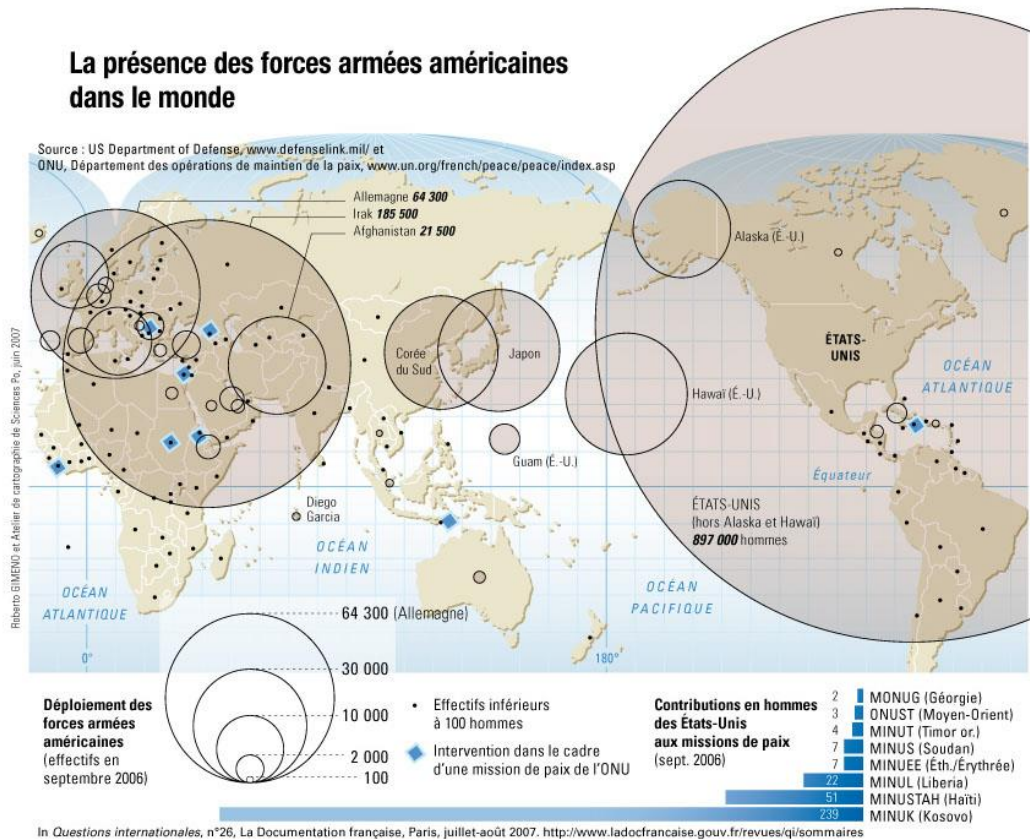 La présence des forces armées américaines
dans le monde
Source : US Department of Defense, www.defenselink.mil/ et
ONU, Département des opérations de maintien de la paix, www.un.org/french/peace/peace/index.asp
Allemagne 64 300
Irak 185 500
Afghanistan 21 500
Alaska (É.-U.)
ÉTATS-
UNIS
OCÉAN
ATLANTIQUE
Corée
du Sud
Japon
Hawaï (É.-U.)
Guam (É.-U.)
Équateur
Diego
Garcia
ÉTATS-UNIS
(hors Alaska et Hawaï)
897 000 hommes
OCÉAN
INDIEN
OCÉAN
ATLANTIQUE
OCÉAN
PACIFIQUE
0°
180°
Roberto GIMENO et Atelier de cartographie de Sciences Po, juin 2007
Déploiement des
forces armées
américaines
(effectifs en
septembre 2006)
64 300 (Allemagne)
30 000
10 000
2 000
100
Effectifs inférieurs
à 100 hommes
Intervention dans le cadre
d'une mission de paix de l'ONU
Contributions en hommes
des États-Unis
aux missions de paix
(sept. 2006)
2 MONUG (Géorgie)
3 ONUST (Moyen-Orient)
4 MINUT (Timor or.)
7 MINUS (Soudan)
7 MINUEE (Éth./Érythrée)
22 MINUL (Liberia)
51 MINUSTAH (Haïti)
239 MINUK (Kosovo)
In Questions internationales, n°26, La Documentation française, Paris, juillet-août 2007. http://www.ladocfrancaise.gouv.fr/revues/qi/sommaires